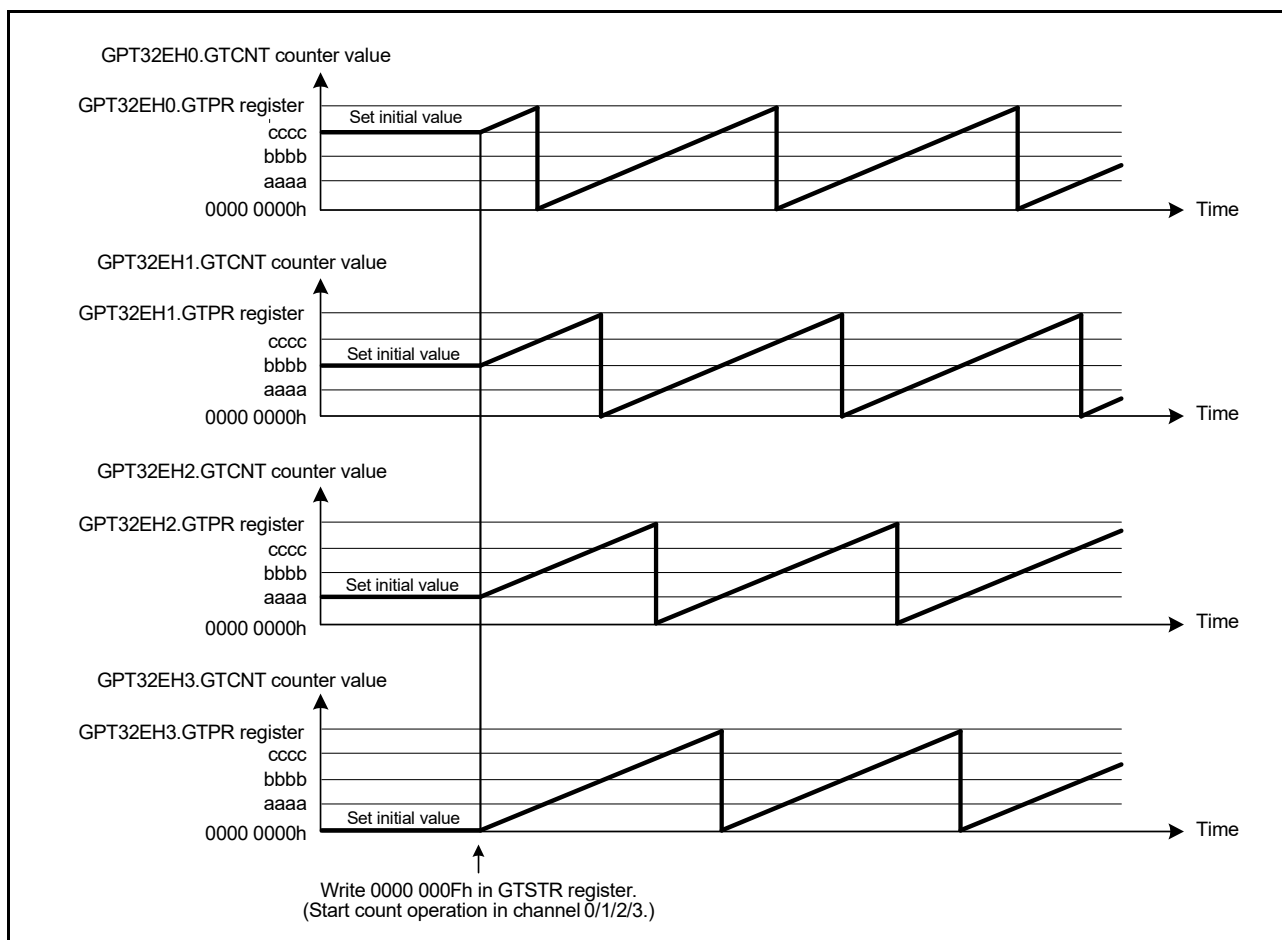 GPT32EH0.GTCNT counter value
GPT32EH0.GTPR register
Set initial value
cccc
bbbb
aaaa
0000 0000h
Time
GPT32EH1.GTCNT counter value
GPT32EH1.GTPR register
cccc
Set initial value
bbbb
aaaa
0000 0000h
Time
GPT32EH2.GTCNT counter value
GPT32EH2.GTPR register
cccc
bbbb
Set initial value
aaaa
0000 0000h
Time
GPT32EH3.GTCNT counter value
GPT32EH3.GTPR register
cccc
bbbb
aaaa
Set initial value
0000 0000h
Time
Write 0000 000Fh in GTSTR register.
(Start count operation in channel 0/1/2/3.)